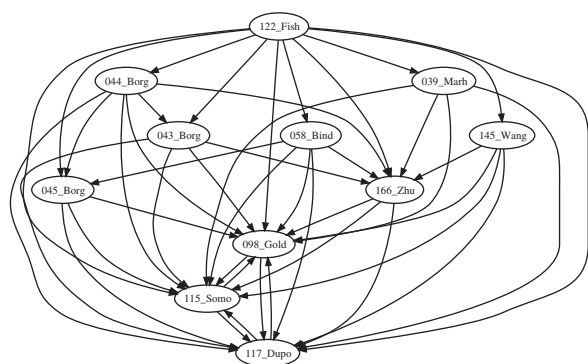 122_Fish
044_Borg
039_Marh
043_Borg
058_Bind
145_Wang
045_Borg
166_Zhu
098_Gold
115_Somo
117_Dupo